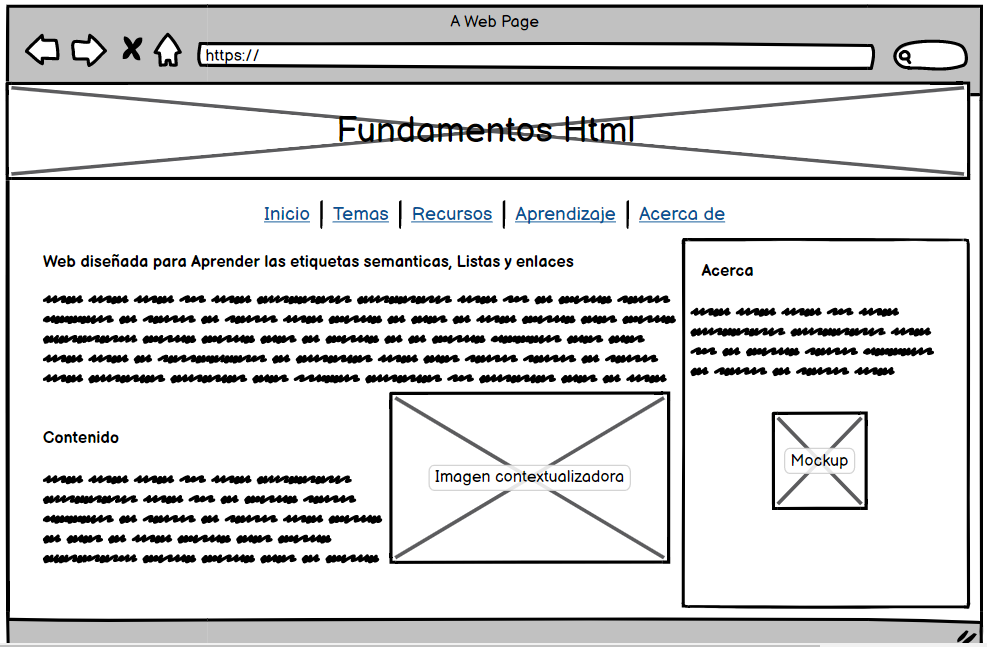 A Web Page
https://
Fundamentos Html
Inicio | Temas | Recursos | Aprendizaje | Acerca de
Web diseñada para Aprender las etiquetas semanticas, Listas y enlaces
Contenido
Imagen contextualizadora
Acerca
Mockup